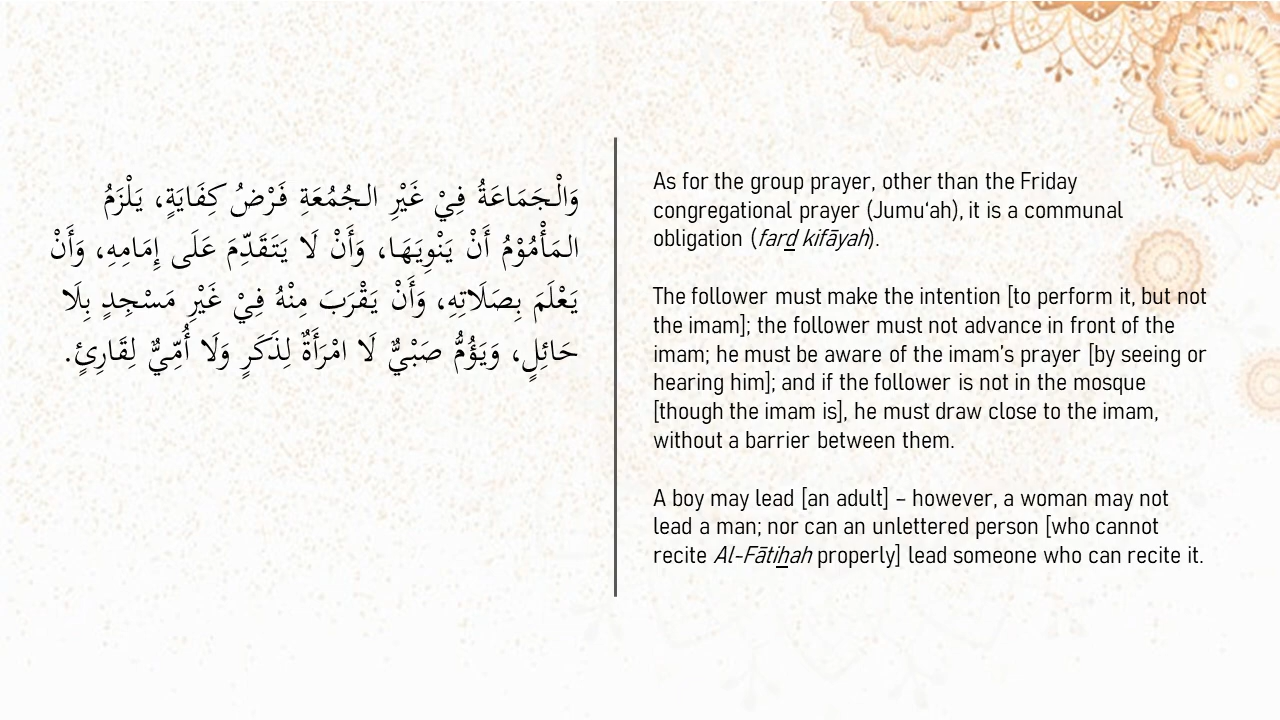 وَالْجَمَاعَةُ فِيْ غَيْرِ الجُمُعَةِ فَرْضُ كِفَايَةٍ، يَلْزَمُ
المَأْمُوْمُ أَنْ يَنْوِيَهَا، وَأَنْ لَا يَتَقَدِّمَ عَلَى إِمَامِهِ، وَأَنْ
يَعْلَمَ بِصَلَاتِهِ، وَأَنْ يَقْرَبَ مِنْهُ فِيْ غَيْرِ مَسْجِدٍ بِلَا
حَائِلٍ، وَيَؤُمُّ صَبْيٌّ لَا امْرَأَةٌ لِذَكَرٍ وَلَا أُمِّيٌّ لِقَارِئٍ.
As for the group prayer, other than the Friday
congregational prayer (Jumu‘ah), it is a communal
obligation (fard kifāyah).
The follower must make the intention [to perform it, but not
the imam]; the follower must not advance in front of the
imam; he must be aware of the imam’s prayer [by seeing or
hearing him]; and if the follower is not in the mosque
[though the imam is], he must draw close to the imam,
without a barrier between them.
A boy may lead [an adult] – however, a woman may not
lead a man; nor can an unlettered person [who cannot
recite Al-Fātihah properly] lead someone who can recite it.